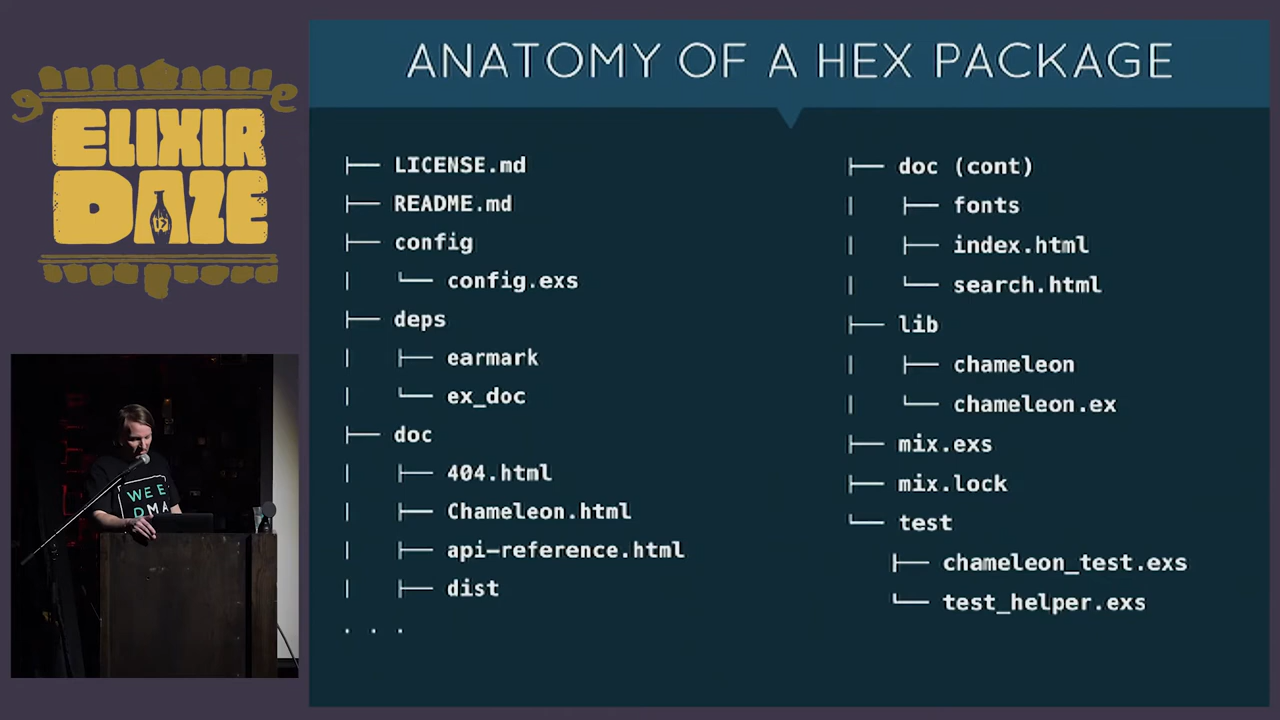 ELIXIR
DAZE
WEE
DMA
ANATOMY OF A HEX PACKAGE
├── LICENSE.md
├── README.md
├── config
|   └── config.exs
├── deps
|   ├── earmark
|   └── ex_doc
├── doc
|   ├── 404.html
|   ├── Chameleon.html
|   ├── api-reference.html
|   ├── dist
. . .
├── doc (cont)
|   ├── fonts
|   ├── index.html
|   └── search.html
├── lib
|   ├── chameleon
|   └── chameleon.ex
├── mix.exs
├── mix.lock
└── test
    ├── chameleon_test.exs
    └── test_helper.exs